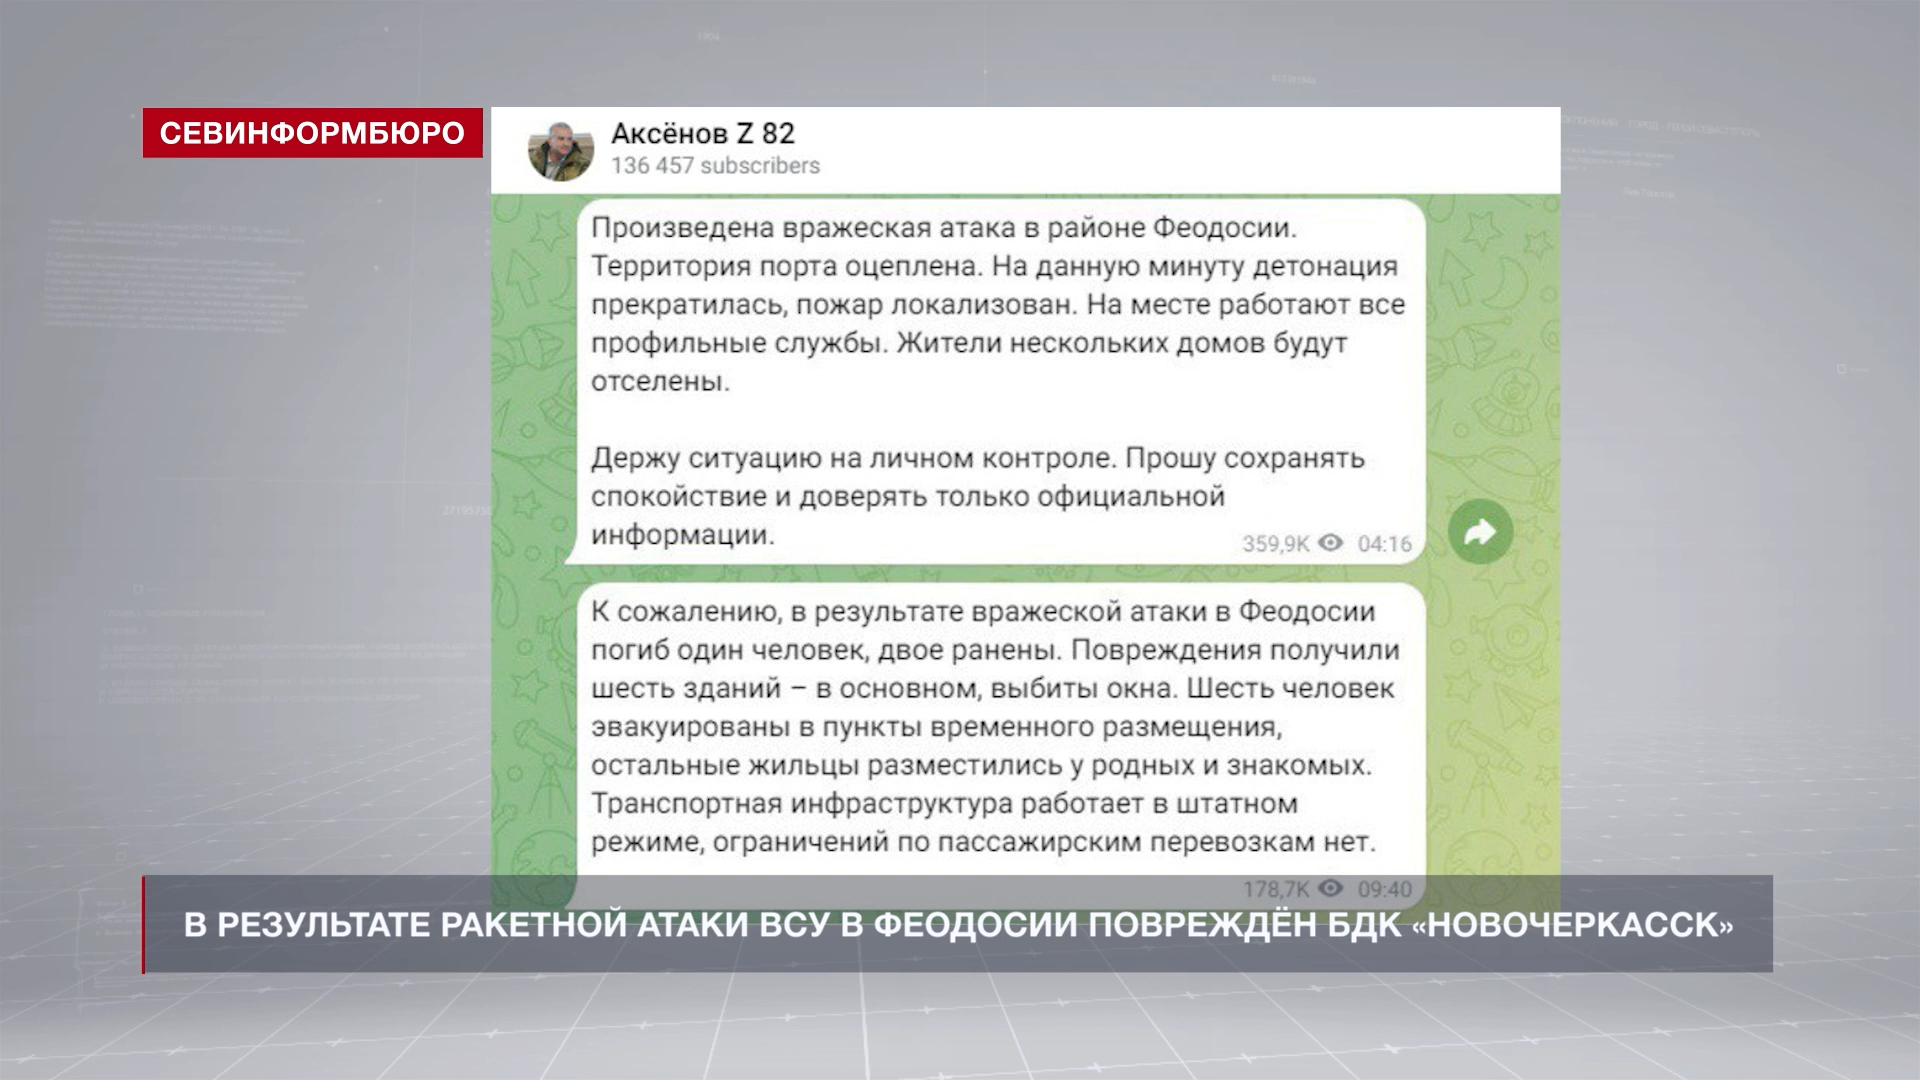 СЕВИНФОРМБЮРО
Аксёнов Z 82
136 457 subscribers
Произведена вражеская атака в районе Феодосии.
Территория порта оцеплена. На данную минуту детонация
прекратилась, пожар локализован. На месте работают все
профильные службы. Жители нескольких домов будут
отселены.
Держу ситуацию на личном контроле. Прошу сохранять
спокойствие и доверять только официальной
информации.
359,9K 04:16
К сожалению, в результате вражеской атаки в Феодосии
погиб один человек, двое ранены. Повреждения получили
шесть зданий – в основном, выбиты окна. Шесть человек
эвакуированы в пункты временного размещения,
остальные жильцы разместились у родных и знакомых.
Транспортная инфраструктура работает в штатном
режиме, ограничений по пассажирским перевозкам нет.
178,7K 09:40
В РЕЗУЛЬТАТЕ РАКЕТНОЙ АТАКИ ВСУ В ФЕОДОСИИ ПОВРЕЖДЁН БДК «НОВОЧЕРКАССК»